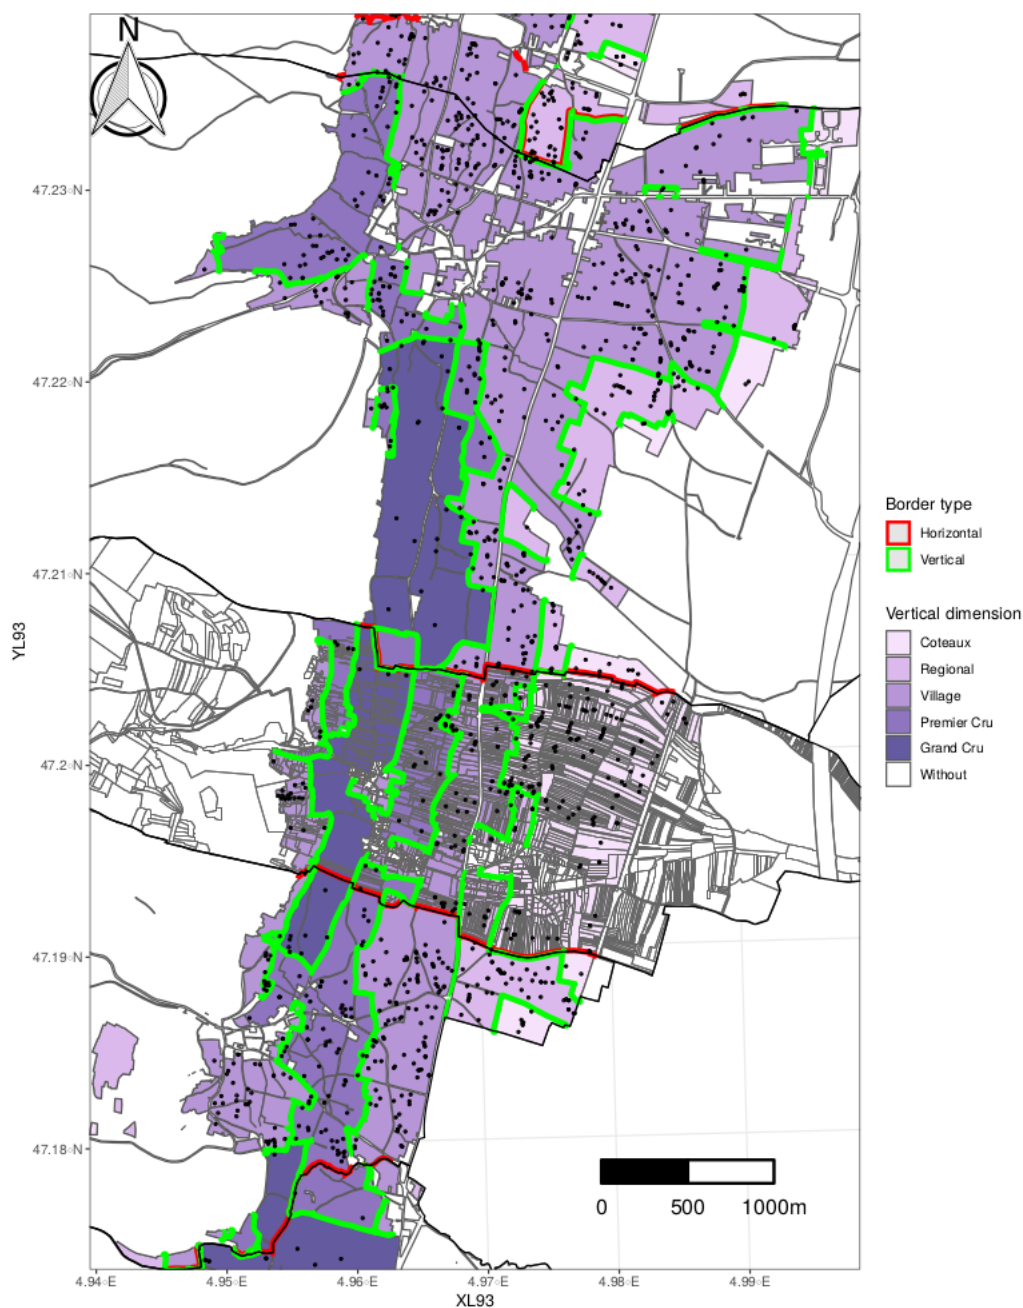 N
47.23°N
47.22°N
47.21°N
47.2°N
47.19°N
47.18°N
YL93
4.94°E
4.95°E
4.96°E
4.97°E
4.98°E
4.99°E
XL93
0
500
1000m
Border type
Horizontal
Vertical
Vertical dimension
Coteaux
Regional
Village
Premier Cru
Grand Cru
Without